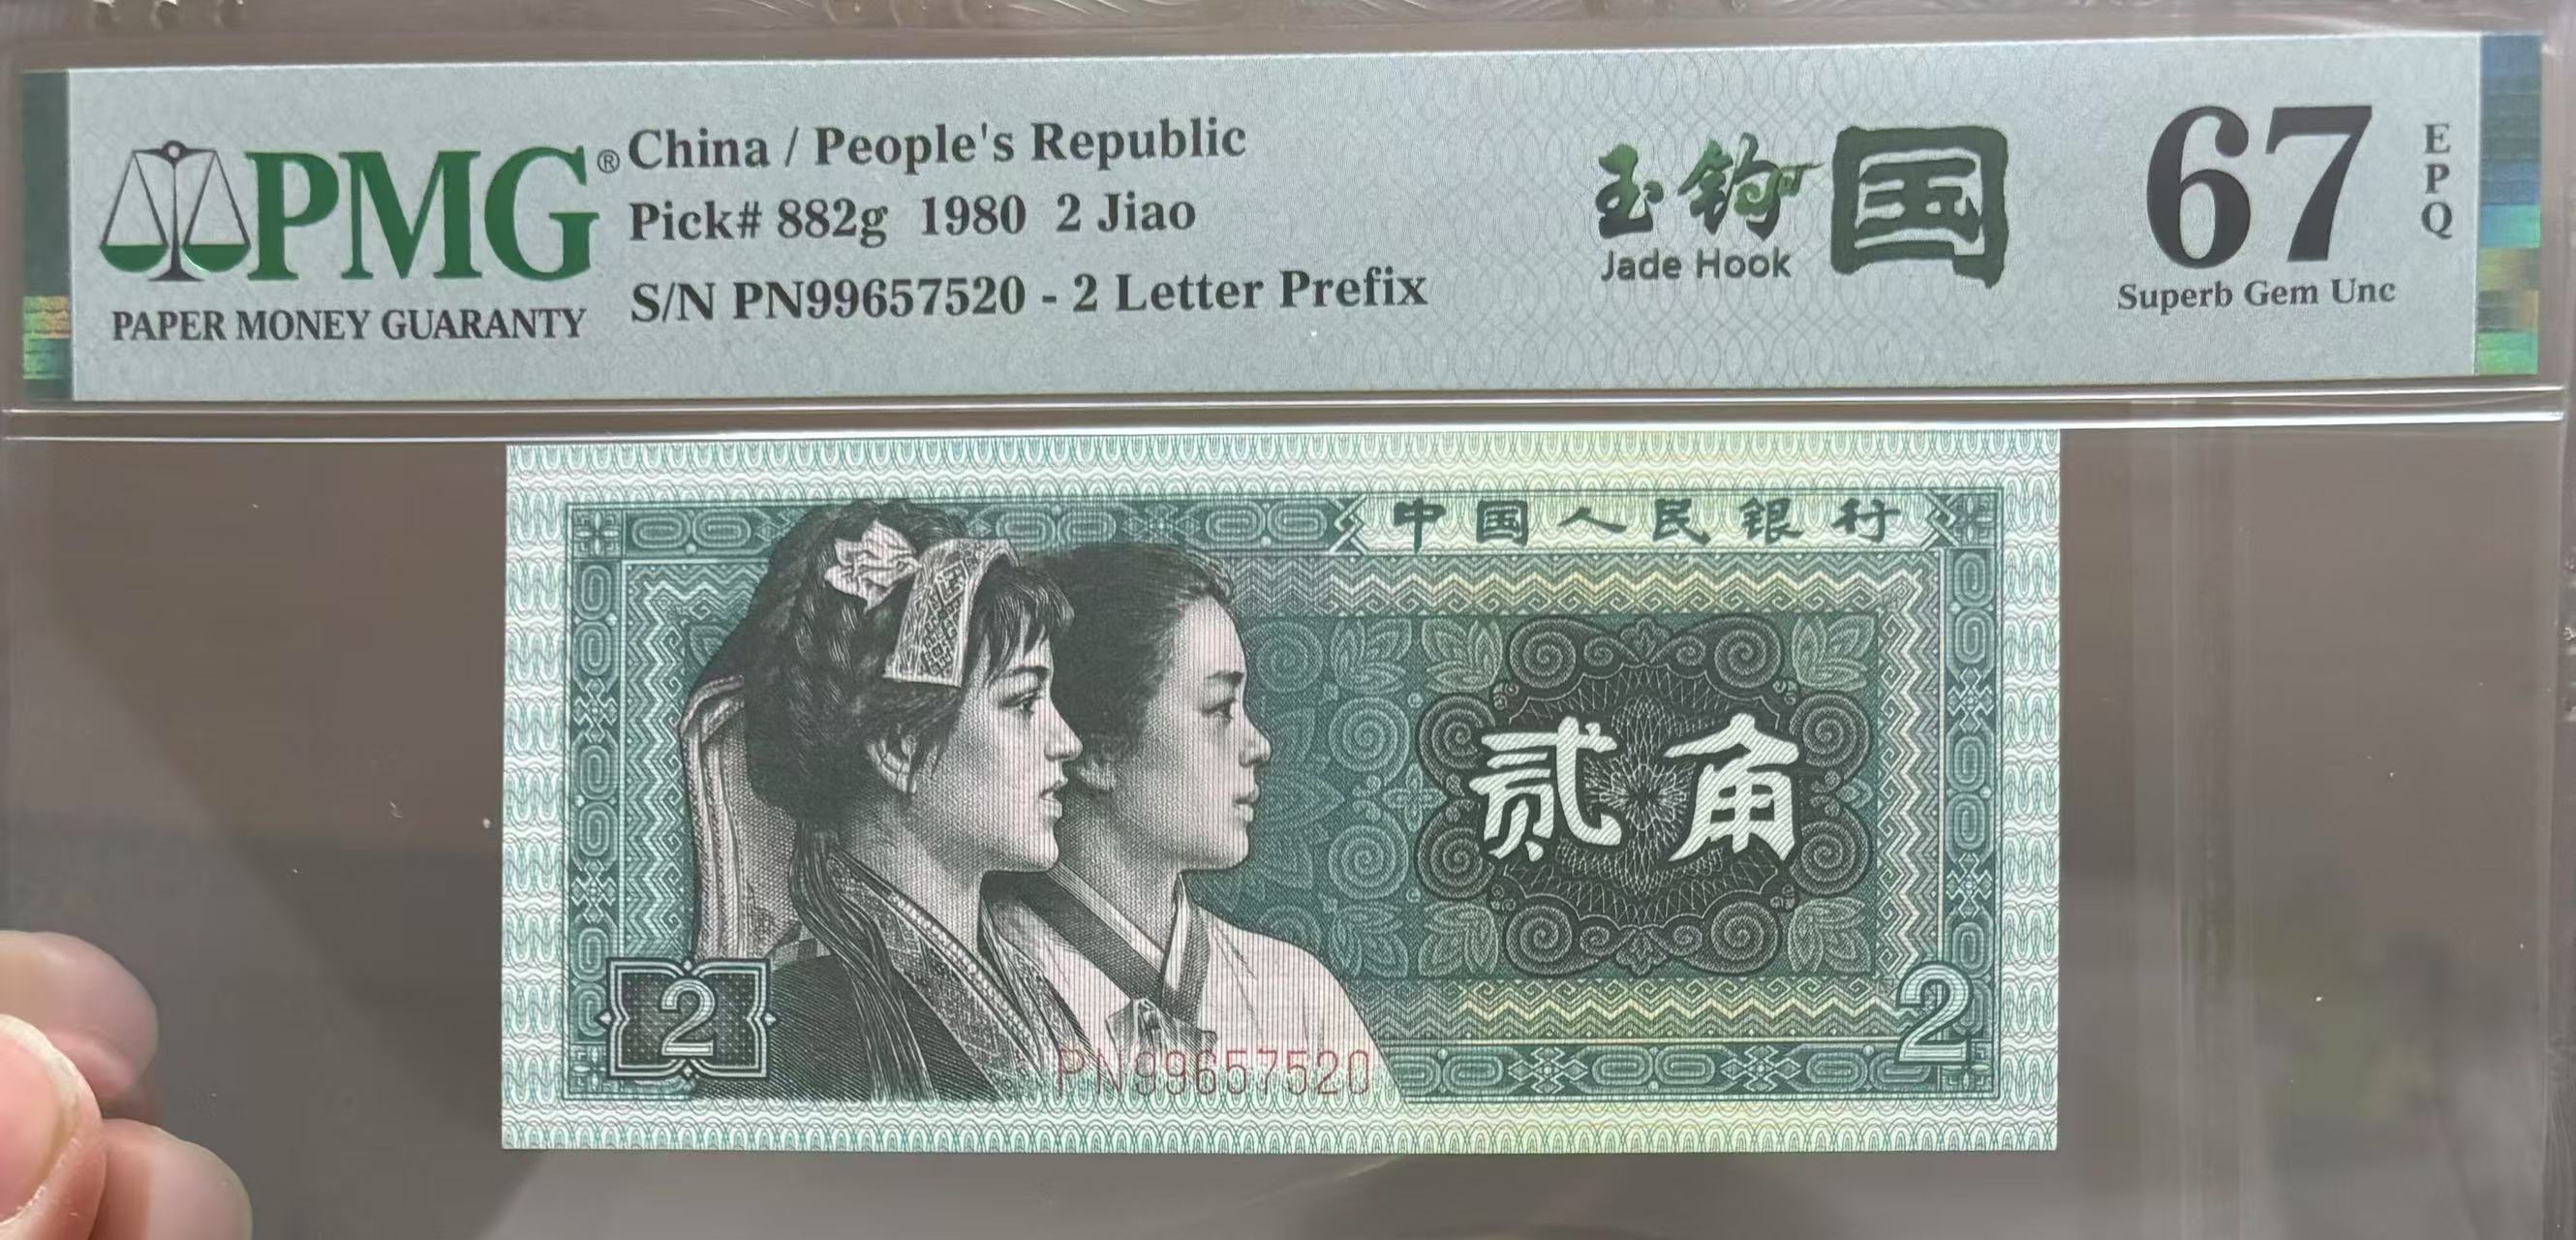 PMG®
PAPER MONEY GUARANTY
China / People's Republic
Pick# 882g 1980 2 Jiao
S/N PN99657520 - 2 Letter Prefix
玉钩
Jade Hook
国
67
EPQ
Superb Gem Unc
中国人民银行
贰角
2
2
PN99657520